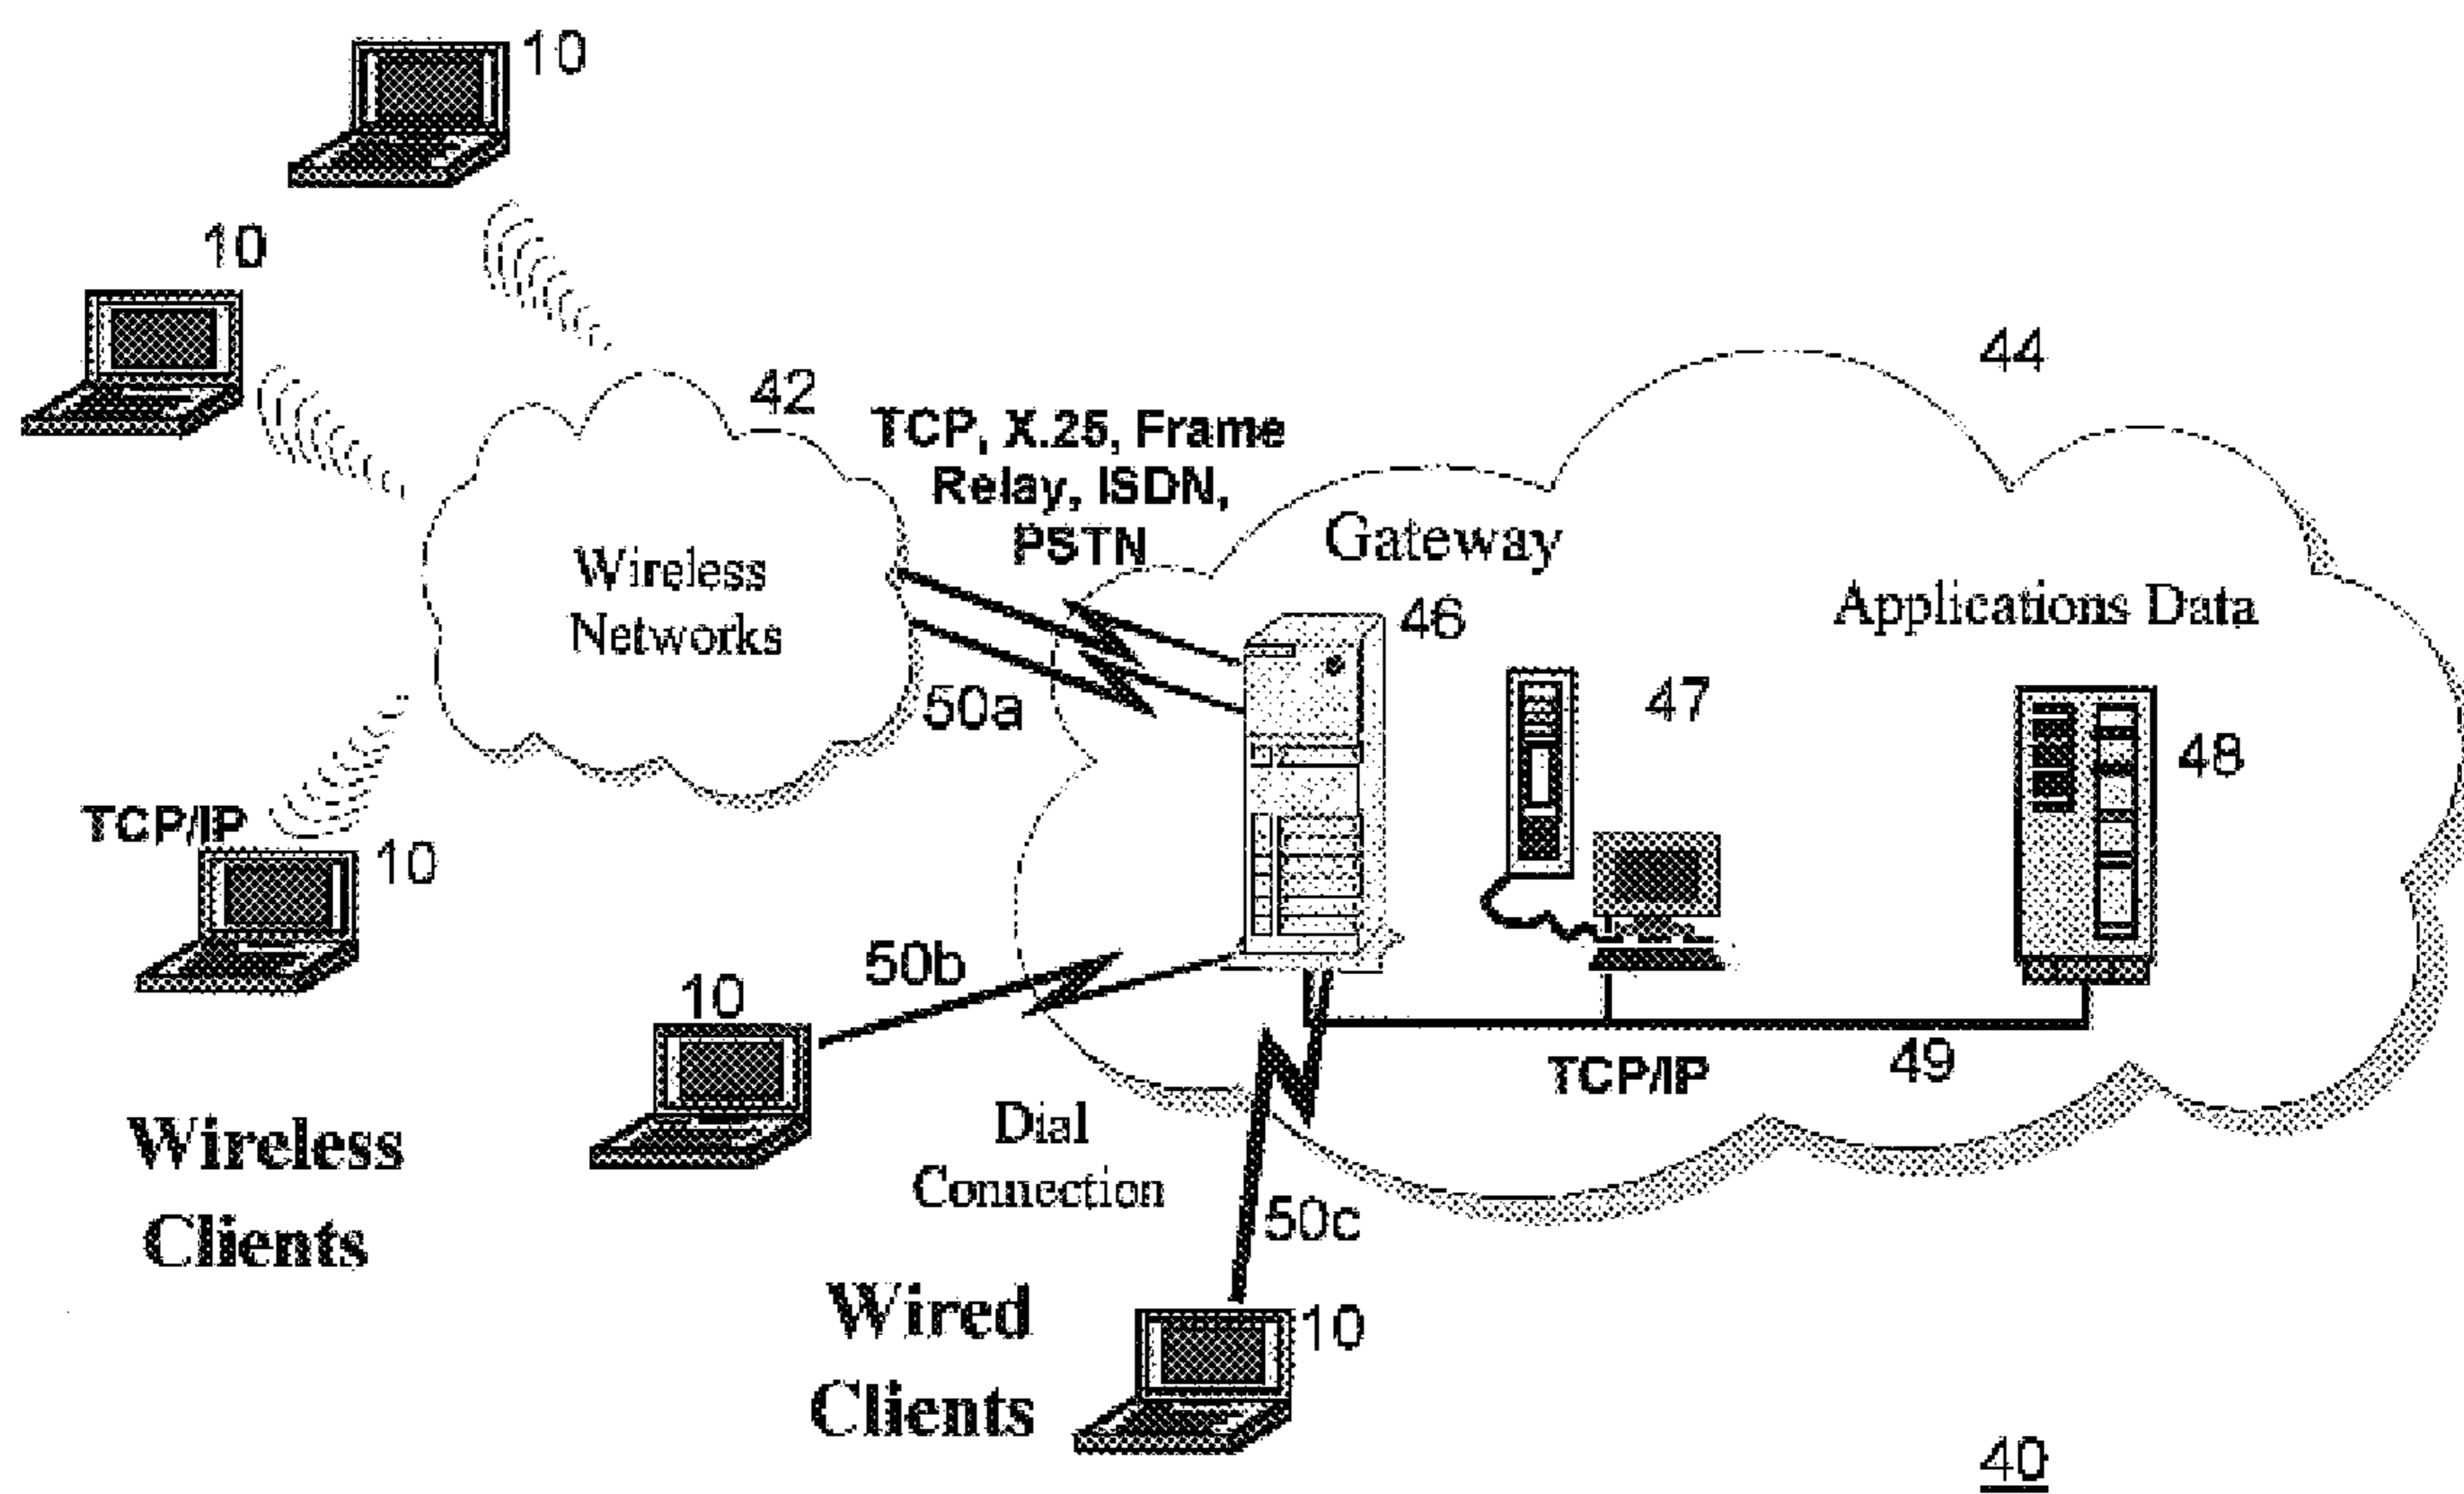 10
10
42
44
TCP, X.25, Frame
Relay, ISDN,
PSTN
Gateway
Wireless
Networks
46
Applications Data
50a
47
48
TCP/IP
10
50b
10
TCP/IP
49
Dial
Connection
Wireless
Clients
50c
Wired
Clients
10
40